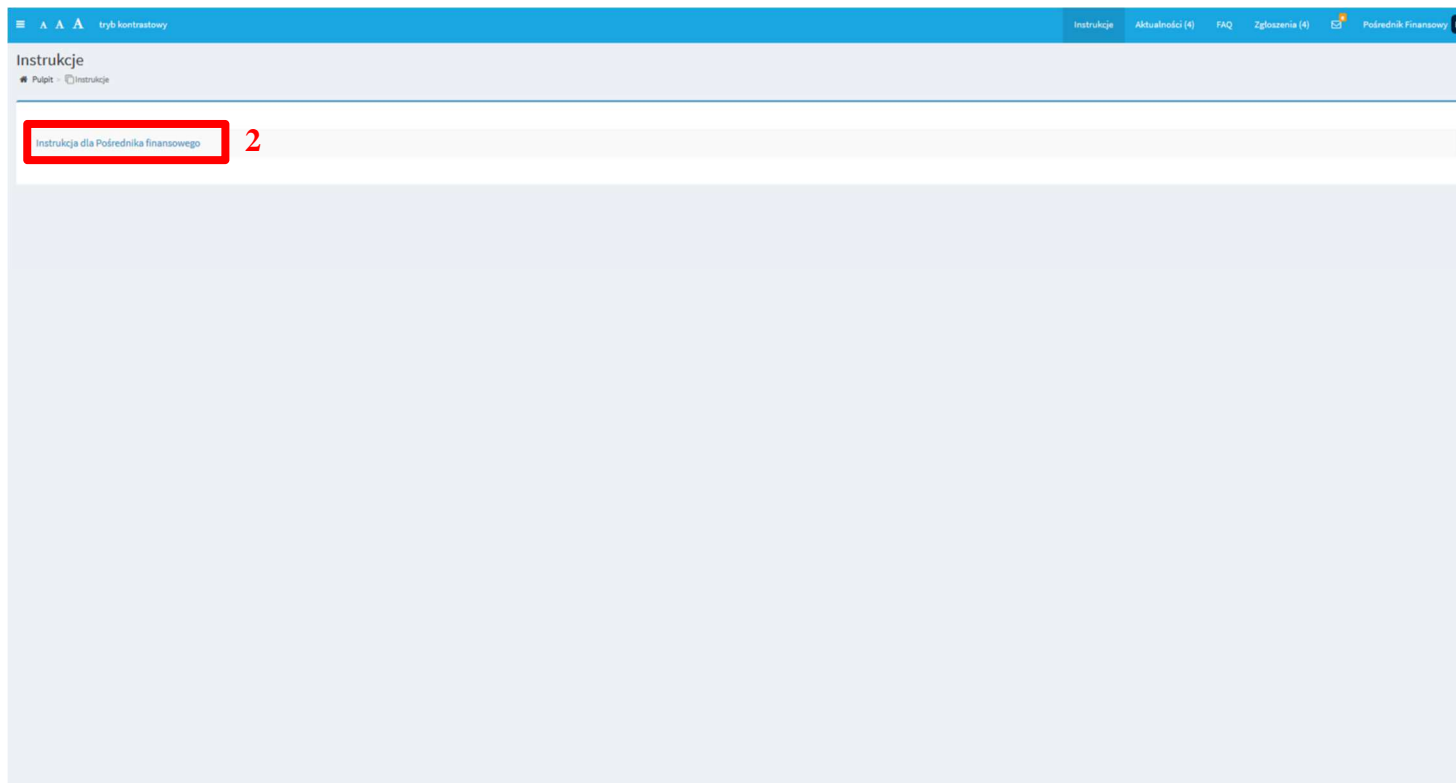 A A A tryb kontrastowy Instrukcje Aktualności (4) FAQ Zgłoszenia (4) Pośrednik Finansowy
Instrukcje
Pulpit > Instrukcje
Instrukcja dla Pośrednika finansowego 2